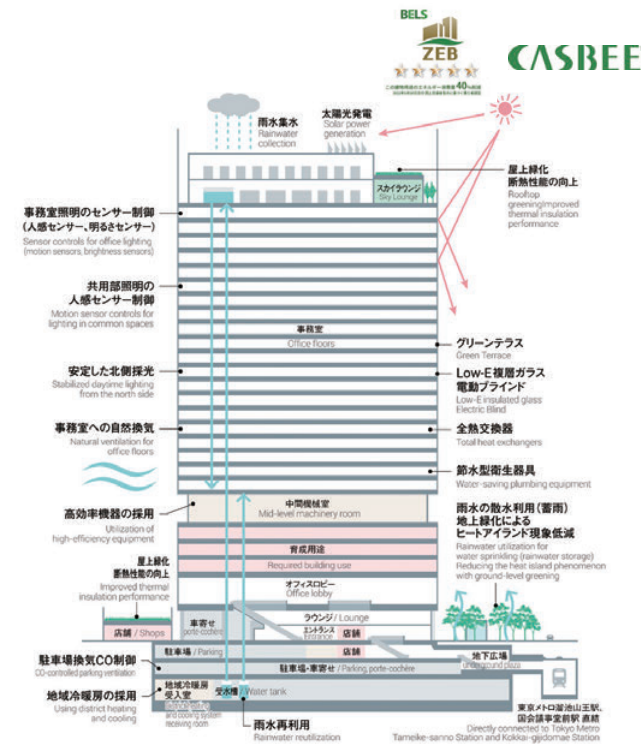 BELS
ZEB
CASBEE
雨水集水
Rainwater
collection
太陽光発電
Solar power
generation
屋上緑化
断熱性能の向上
Rooftop
greeningImproved
thermal insulation
performance
スカイラウンジ
Sky Lounge
事務室照明のセンサー制御
(人感センサー、明るさセンサー)
Sensor controls for office lighting
(motion sensors, brightness sensors)
共用部照明の
人感センサー制御
Motion sensor controls for
lighting in common spaces
事務室
Office floors
グリーンテラス
Green Terrace
安定した北側採光
Stabilized daytime lighting
from the north side
Low-E複層ガラス
電動ブラインド
Low-E insulated glass
Electric Blind
事務室への自然換気
Natural ventilation for
office floors
全熱交換器
Total heat exchangers
節水型衛生器具
Water-saving plumbing equipment
高効率機器の採用
Utilization of
high-efficiency equipment
中間機械室
Mid-level machinery room
雨水の散水利用(蓄雨)
地上緑化による
ヒートアイランド現象低減
Rainwater utilization for
water sprinkling (rainwater storage)
Reducing the heat island phenomenon
with ground-level greening
育成用途
Required building use
屋上緑化
断熱性能の向上
Improved thermal
insulation performance
オフィスロビー
Office lobby
店舗 / Shops
車寄せ
porte-cochère
ラウンジ / Lounge
エントランス
Entrance
店舗
駐車場 / Parking
店舗
地下広場
underground plaza
駐車場換気CO制御
CO-controlled parking ventilation
駐車場・車寄せ / Parking, porte-cochère
地域冷暖房の採用
Using district heating
and cooling
地域冷暖房
受入室
District heating
and cooling system
receiving room
受水槽 Water tank
雨水再利用
Rainwater reutilization
東京メトロ溜池山王駅、
国会議事堂前駅 直結
Directly connected to Tokyo Metro
Tameike-sanno Station and Kokkai-gijidomae Station